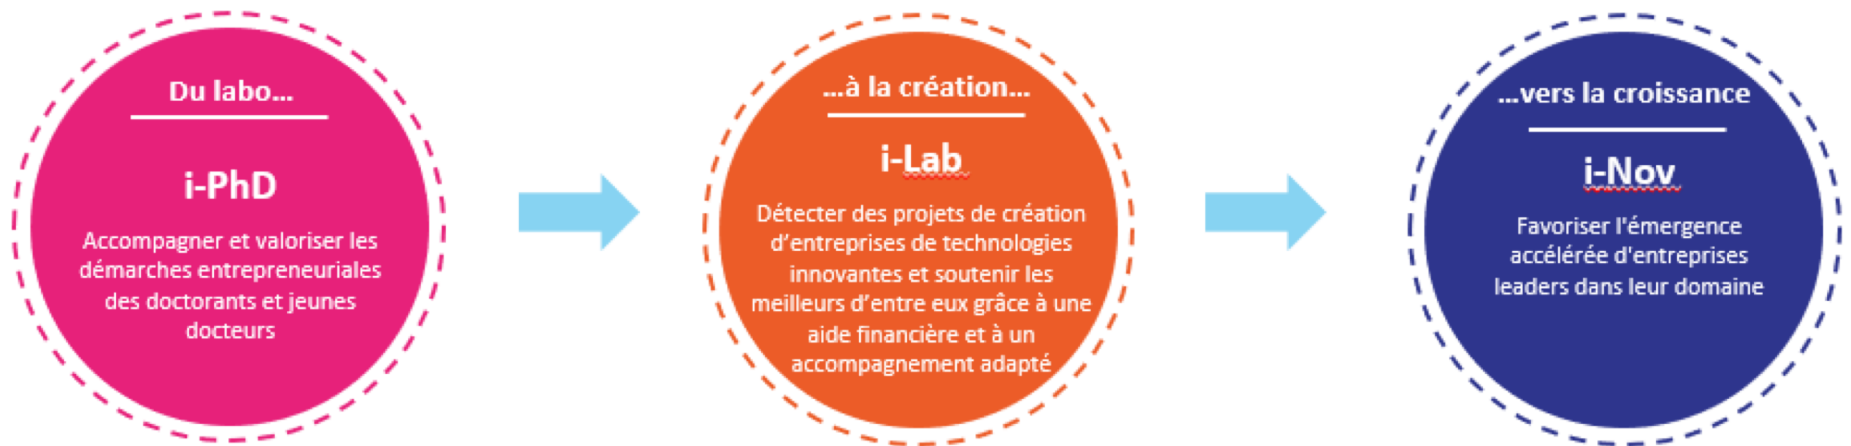 Du labo...
i-PhD
Accompagner et valoriser les
démarches entrepreneuriales
des doctorants et jeunes
docteurs
...à la création...
i-Lab
Détecter des projets de création
d'entreprises de technologies
innovantes et soutenir les
meilleurs d'entre eux grâce à une
aide financière et à un
accompagnement adapté
...vers la croissance
i-Nov
Favoriser l'émergence
accélérée d'entreprises
leaders dans leur domaine